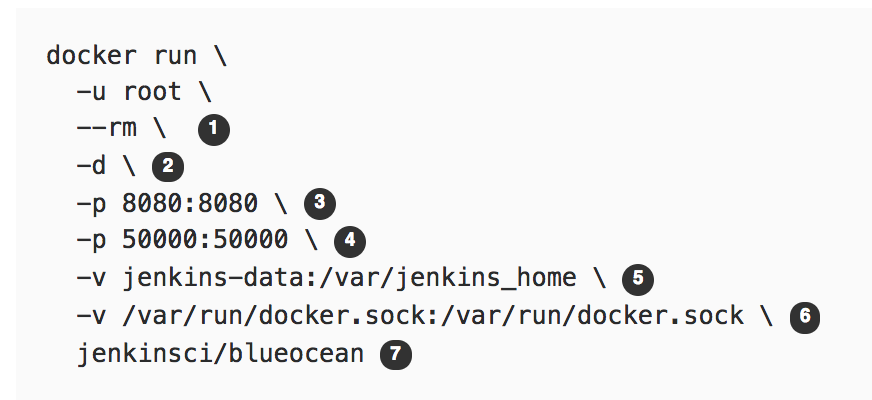 docker run \
-u root \
--rm \ 1
-d \ 2
-p 8080:8080 \ 3
-p 50000:50000 \ 4
-v jenkins-data:/var/jenkins_home \ 5
-v /var/run/docker.sock:/var/run/docker.sock \ 6
jenkinsci/blueocean 7